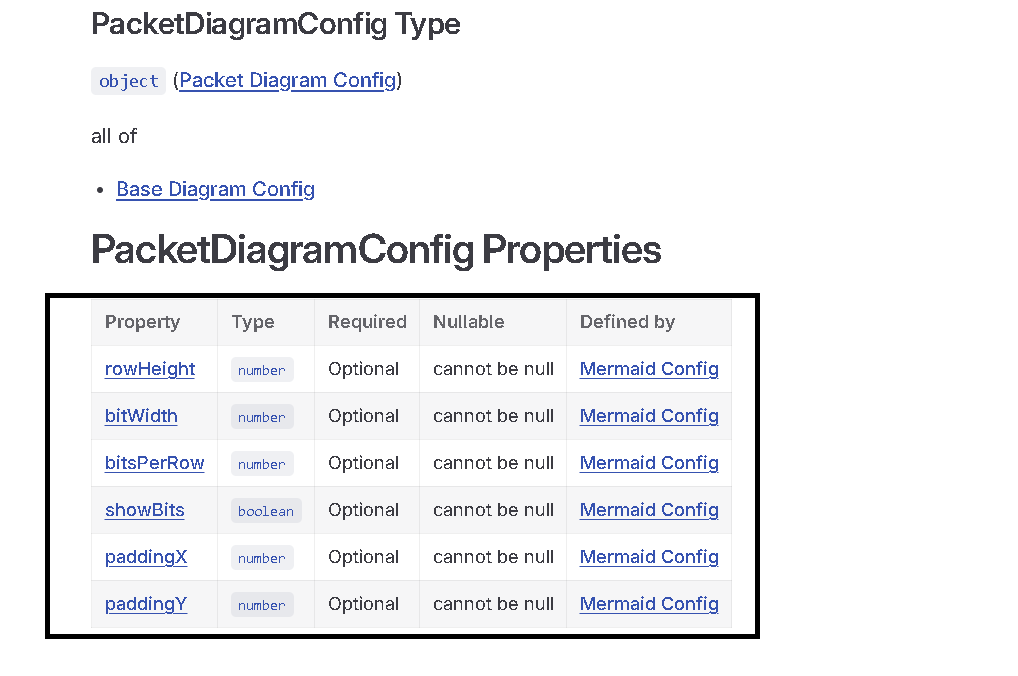 PacketDiagramConfig Type
object (Packet Diagram Config)
all of
• Base Diagram Config
PacketDiagramConfig Properties
Property Type Required Nullable Defined by
rowHeight number Optional cannot be null Mermaid Config
bitWidth number Optional cannot be null Mermaid Config
bitsPerRow number Optional cannot be null Mermaid Config
showBits boolean Optional cannot be null Mermaid Config
paddingX number Optional cannot be null Mermaid Config
paddingY number Optional cannot be null Mermaid Config